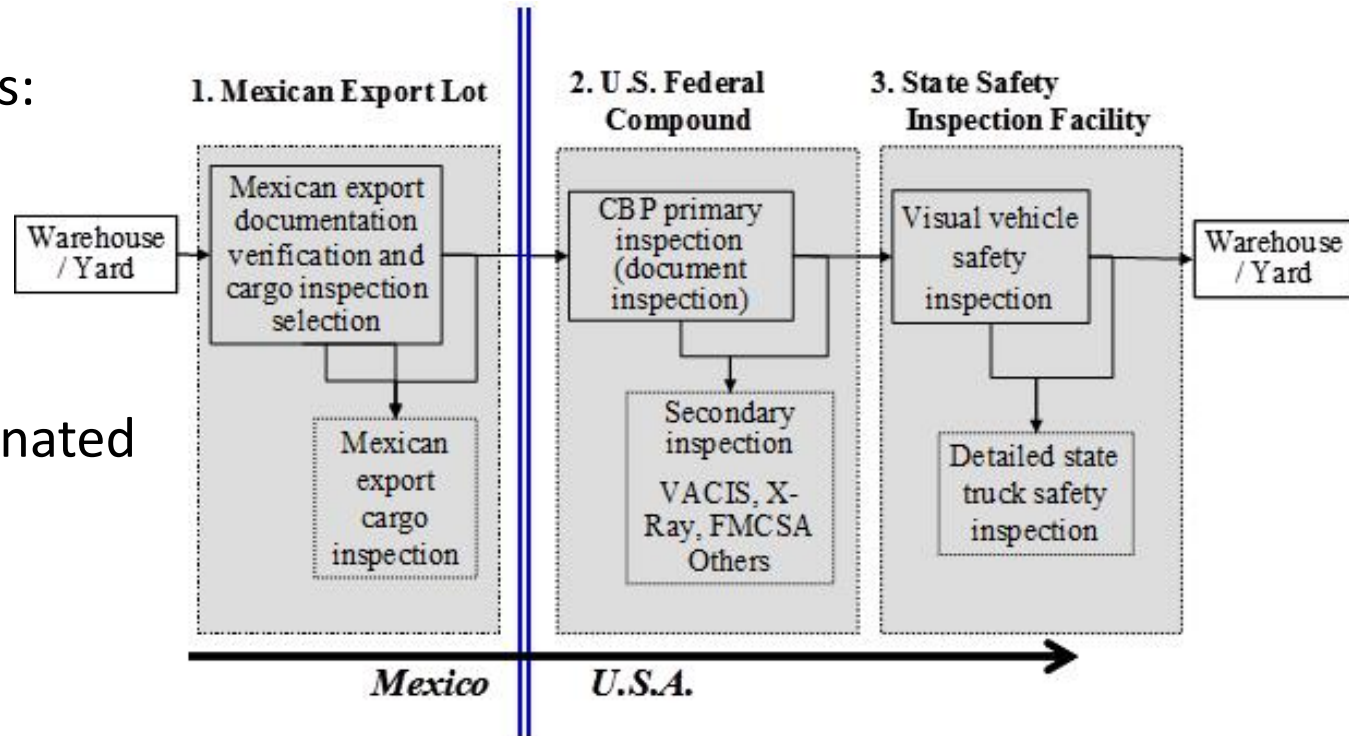 s:
nated
1. Mexican Export Lot
2. U.S. Federal
Compound
3. State Safety
Inspection Facility
Warehouse
/ Yard
Mexican export
documentation
verification and
cargo inspection
selection
Mexican
export
cargo
inspection
CBP primary
inspection
(document
inspection)
Secondary
inspection
VACIS, X-
Ray, FMCSA
Others
Visual vehicle
safety
inspection
Detailed state
truck safety
inspection
Warehouse
/ Yard
Mexico
U.S.A.